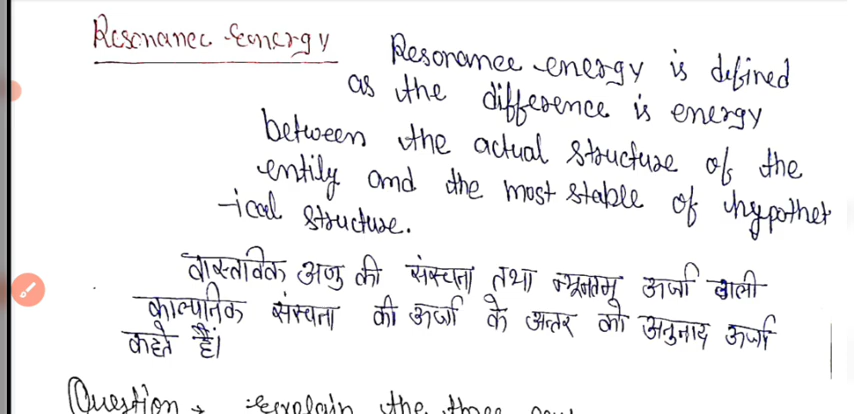 Resonance Energy
Resonance energy is defined
as the difference is energy
between the actual structure of the
entily and the most stable of hypothet
-ical structure.
वास्तविक अणु की संरचना तथा न्यूनतम ऊर्जा वाली
काल्पनिक संरचना की ऊर्जा के अन्तर को अनुनाद ऊर्जा
कहते हैं।
Question → explain the three